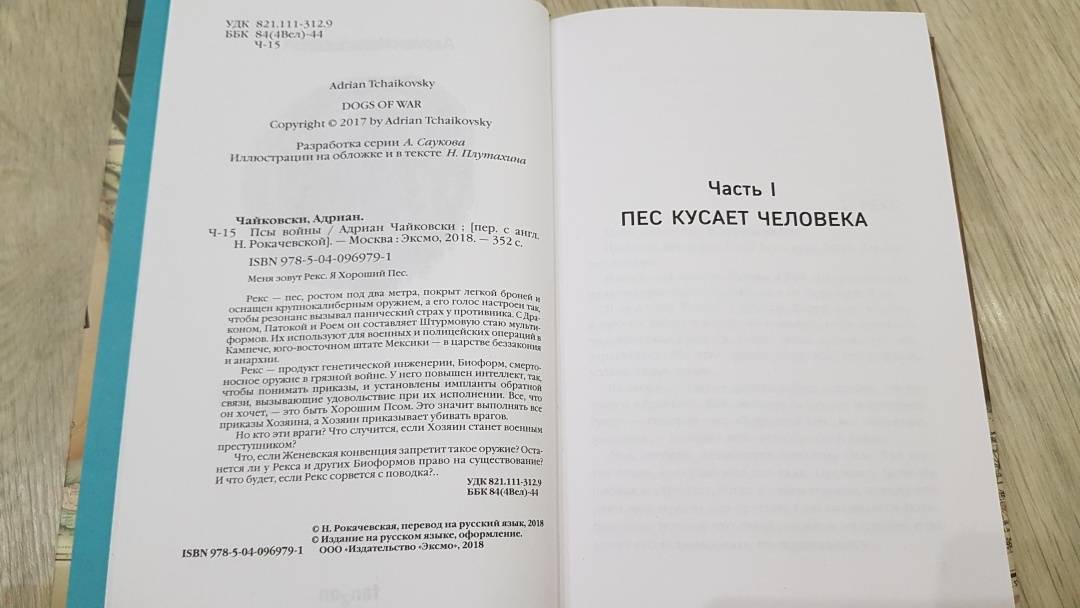 УДК 821.111-312.9
ББК 84(4Вел)-44
Ч-15
Adrian Tchaikovsky
DOGS OF WAR
Copyright © 2017 by Adrian Tchaikovsky
Разработка серии А. Саукова
Иллюстрации на обложке и в тексте Н. Плутахина
Чайковски, Адриан.
Ч-15 Псы войны / Адриан Чайковски ; [пер. с англ.
Н. Рокачевской]. — Москва : Эксмо, 2018. — 352 с.
ISBN 978-5-04-096979-1
Меня зовут Рекс. Я Хороший Пес.
Рекс — пес, ростом под два метра, покрыт легкой броней и
оснащен крупнокалиберным оружием, а его голос настроен так,
чтобы резонанс вызывал панический страх у противника. С Дра-
коном, Патокой и Роем он составляет Штурмовую стаю мульти-
формов. Их используют для военных и полицейских операций в
Кампече, юго-восточном штате Мексики — в царстве беззакония
и анархии.
Рекс — продукт генетической инженерии, Биоформ, смерто-
носное оружие в грязной войне. У него повышен интеллект, так,
чтобы понимать приказы, и установлены импланты обратной
связи, вызывающие удовольствие при их исполнении. Все, что
он хочет, — это быть Хорошим Псом. Это значит выполнять все
приказы Хозяина, а Хозяин приказывает убивать врагов.
Но кто эти враги? Что случится, если Хозяин станет военным
преступником?
Что, если Женевская конвенция запретит такое оружие? Оста-
нется ли у Рекса и других Биоформов право на существование?
И что будет, если Рекс сорвется с поводка?..
УДК 821.111-312.9
ББК 84(4Вел)-44
© Н. Рокачевская, перевод на русский язык, 2018
© Издание на русском языке, оформление.
ISBN 978-5-04-096979-1 ООО «Издательство «Эксмо», 2018
Часть I
ПЕС КУСАЕТ ЧЕЛОВЕКА